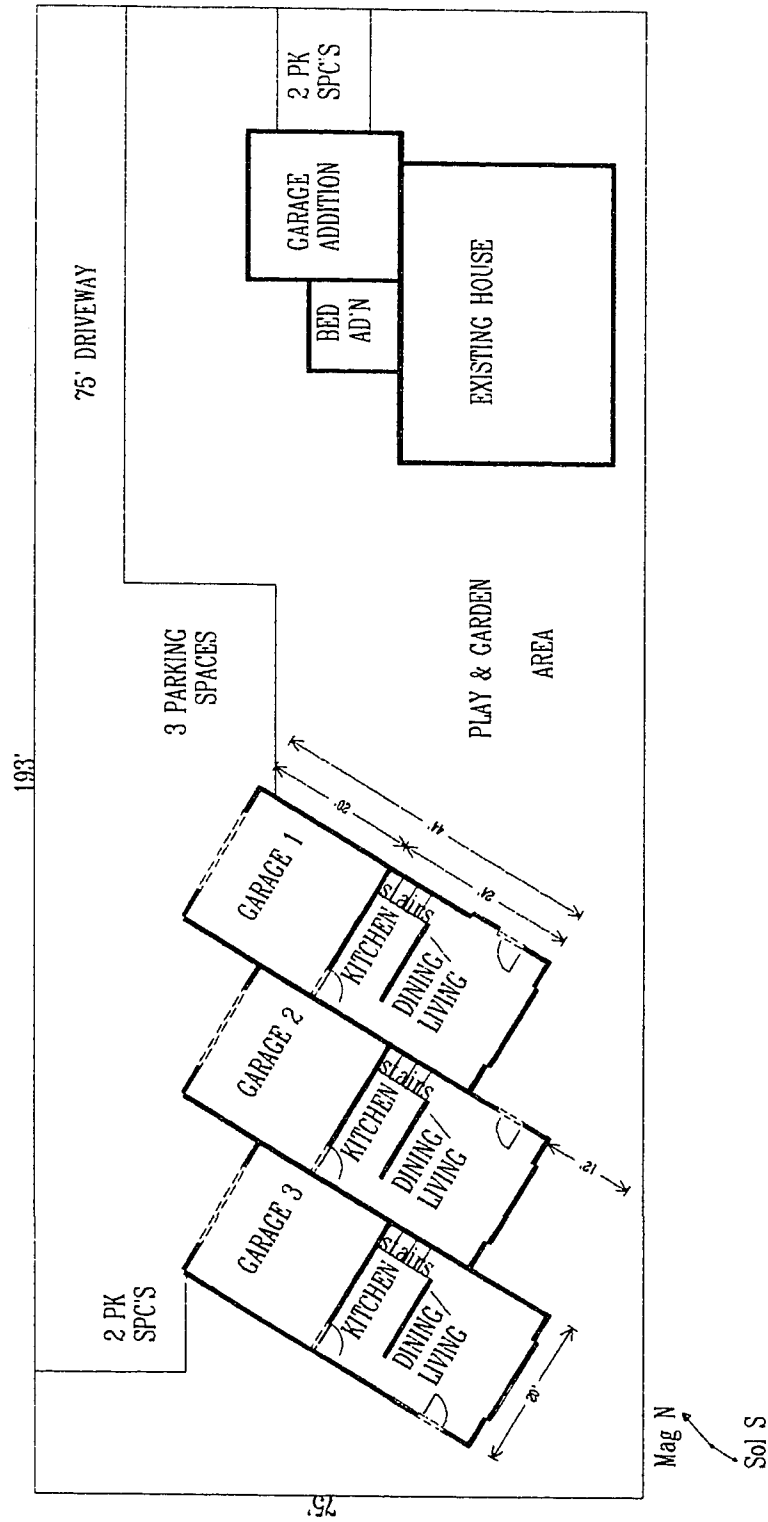 193'
75' DRIVEWAY
2 PK
SPC'S
GARAGE
ADDITION
BED
AD'N
EXISTING HOUSE
3 PARKING
SPACES
PLAY & GARDEN
AREA
20'
44'
24'
GARAGE 1
KITCHEN
stairs
DINING/
LIVING
GARAGE 2
KITCHEN
stairs
DINING/
LIVING
12'
GARAGE 3
KITCHEN
stairs
DINING/
LIVING
20'
2 PK
SPC'S
75'
Mag N
Sol S